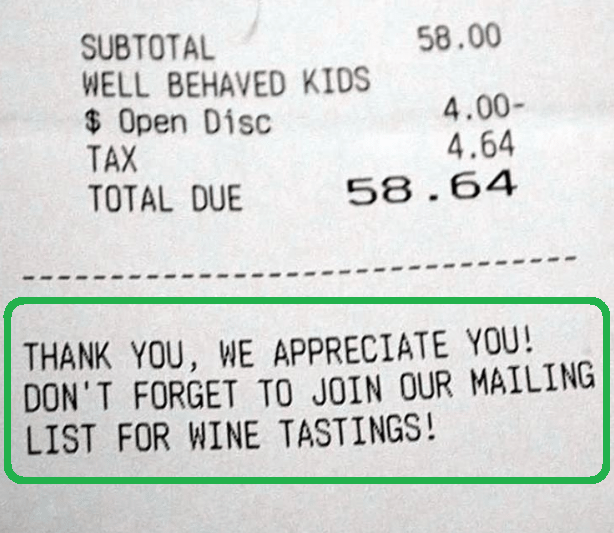 SUBTOTAL 58.00
WELL BEHAVED KIDS
$ Open Disc 4.00-
TAX 4.64
TOTAL DUE 58.64
--------------------------------
THANK YOU, WE APPRECIATE YOU!
DON'T FORGET TO JOIN OUR MAILING
LIST FOR WINE TASTINGS!